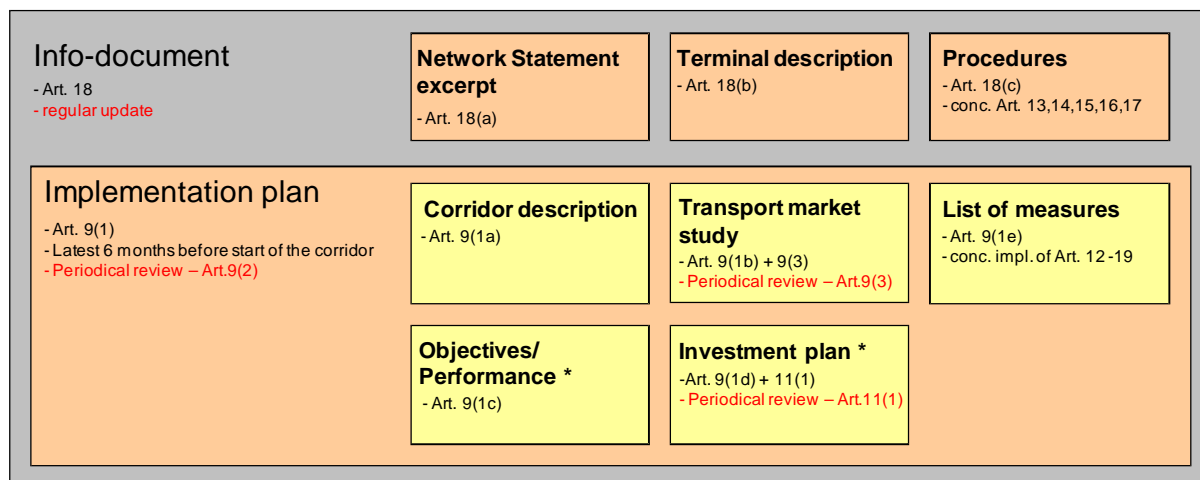 Info-document
- Art. 18
- regular update
Network Statement
excerpt
- Art. 18(a)
Terminal description
- Art. 18(b)
Procedures
- Art. 18(c)
- conc. Art. 13,14,15,16,17
Implementation plan
- Art. 9(1)
- Latest 6 months before start of the corridor
- Periodical review – Art.9(2)
Corridor description
- Art. 9(1a)
Transport market
study
- Art. 9(1b) + 9(3)
- Periodical review – Art.9(3)
List of measures
- Art. 9(1e)
- conc. impl. of Art. 12-19
Objectives/
Performance *
- Art. 9(1c)
Investment plan *
-Art. 9(1d) + 11(1)
- Periodical review – Art.11(1)